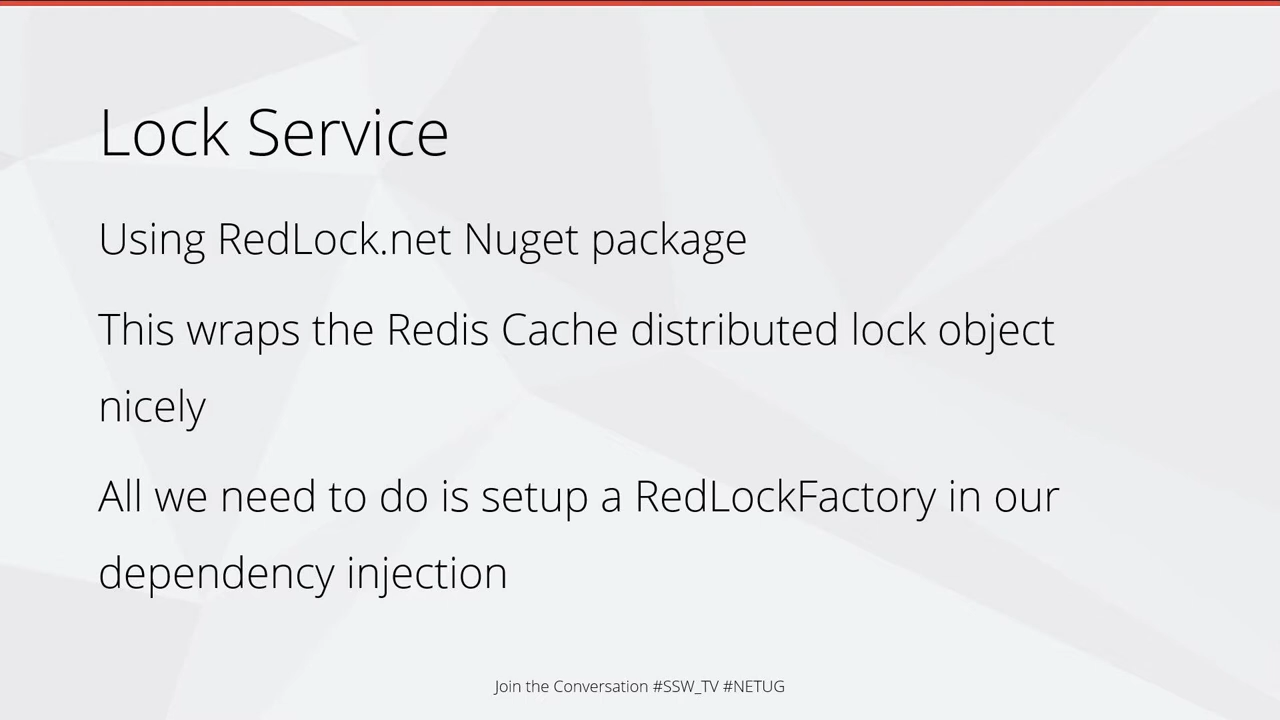 Lock Service
Using RedLock.net Nuget package
This wraps the Redis Cache distributed lock object
nicely
All we need to do is setup a RedLockFactory in our
dependency injection
Join the Conversation #SSW_TV #NETUG